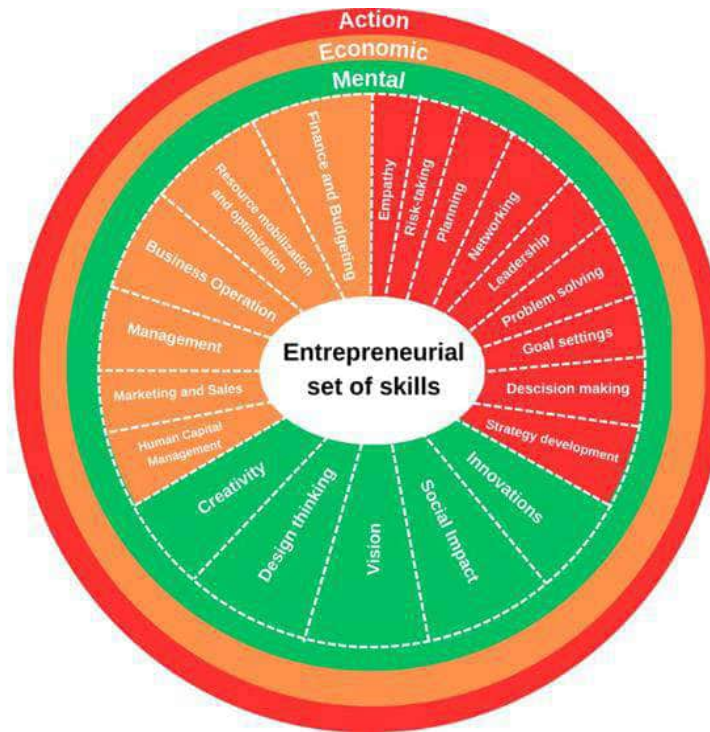 Action
Economic
Mental
Finance and Budgeting
Resource mobilization
and optimization
Business Operation
Management
Marketing and Sales
Human Capital
Management
Empathy
Risk-taking
Planning
Networking
Leadership
Problem solving
Goal settings
Descision making
Strategy development
Entrepreneurial
set of skills
Creativity
Design thinking
Vision
Social Impact
Innovations